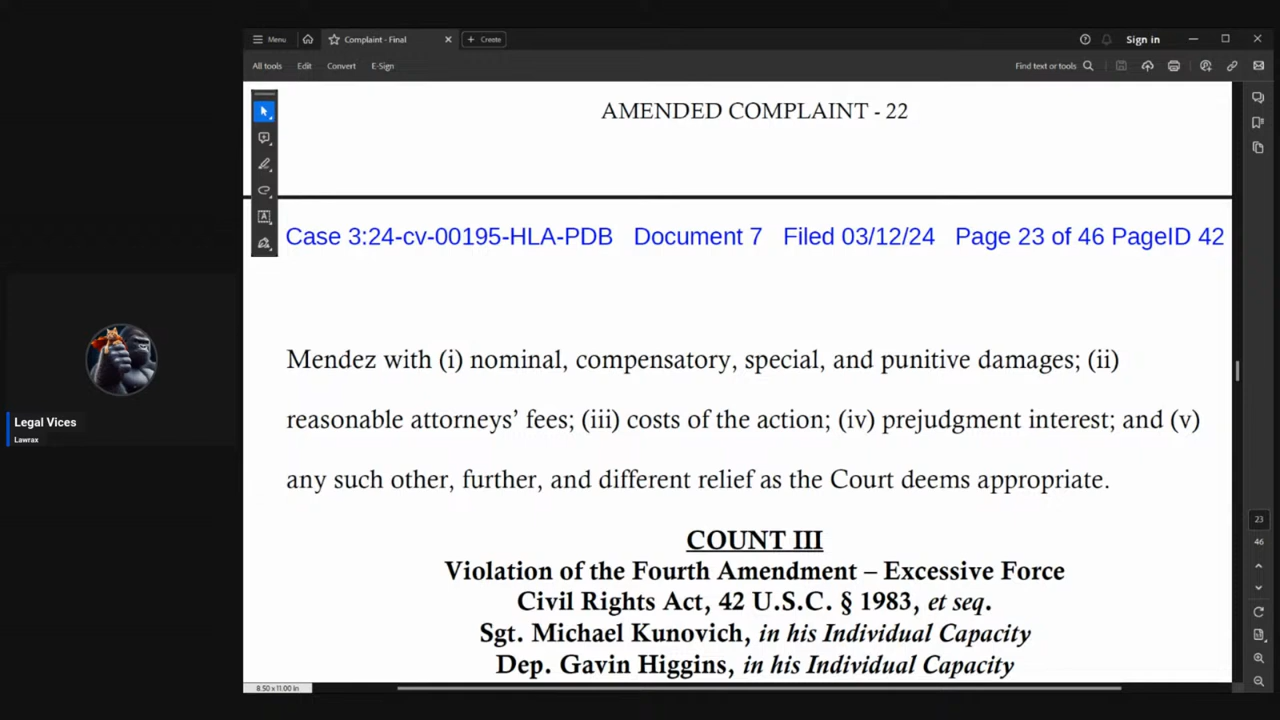 Menu
Complaint - Final
Create
Sign in
All tools
Edit
Convert
E-Sign
Find text or tools
AMENDED COMPLAINT - 22
Case 3:24-cv-00195-HLA-PDB Document 7 Filed 03/12/24 Page 23 of 46 PageID 42
Mendez with (i) nominal, compensatory, special, and punitive damages; (ii)
reasonable attorneys’ fees; (iii) costs of the action; (iv) prejudgment interest; and (v)
any such other, further, and different relief as the Court deems appropriate.
COUNT III
Violation of the Fourth Amendment – Excessive Force
Civil Rights Act, 42 U.S.C. § 1983, et seq.
Sgt. Michael Kunovich, in his Individual Capacity
Dep. Gavin Higgins, in his Individual Capacity
Legal Vices
Lawrax
23
46
8.50 x 11.00 in